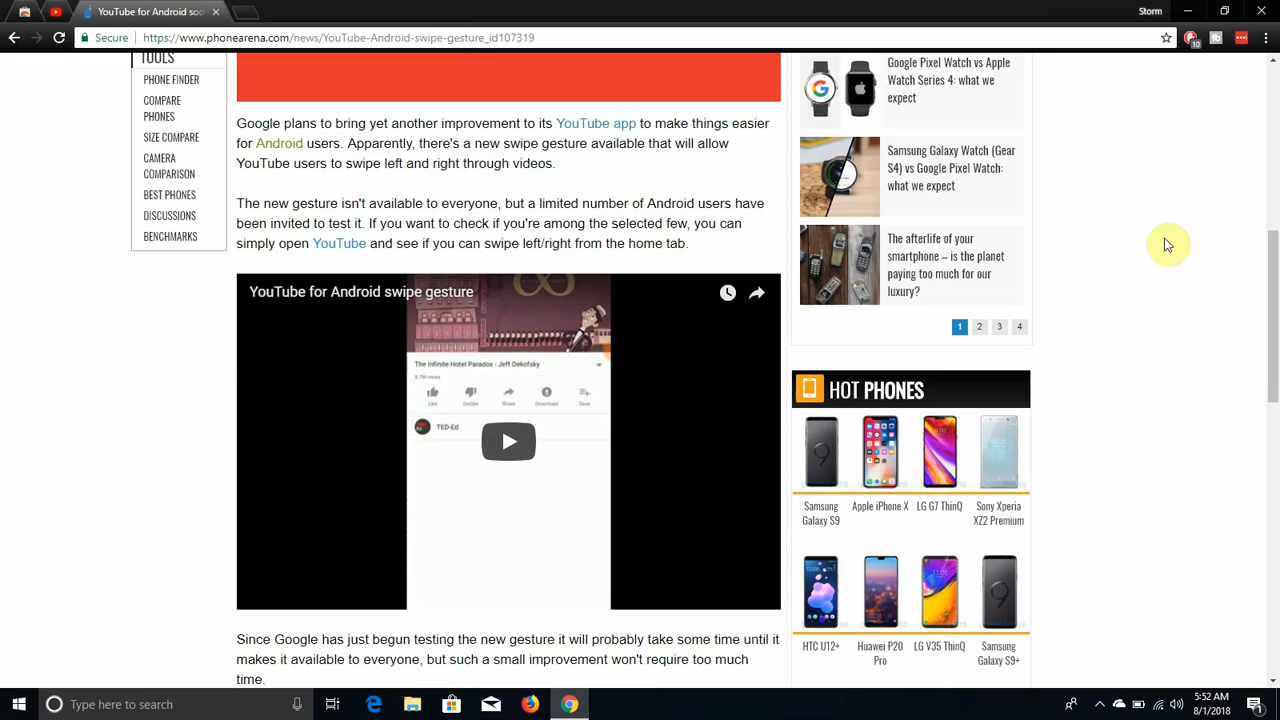 YouTube for Android soo
Storm
Secure
https://www.phonearena.com/news/YouTube-Android-swipe-gesture_id107319
10
TOOLS
PHONE FINDER
COMPARE
PHONES
SIZE COMPARE
CAMERA
COMPARISON
BEST PHONES
DISCUSSIONS
BENCHMARKS
Google plans to bring yet another improvement to its YouTube app to make things easier
for Android users. Apparently, there's a new swipe gesture available that will allow
YouTube users to swipe left and right through videos.
The new gesture isn't available to everyone, but a limited number of Android users have
been invited to test it. If you want to check if you're among the selected few, you can
simply open YouTube and see if you can swipe left/right from the home tab.
YouTube for Android swipe gesture
The Infinite Hotel Paradox - Jeff Dekofsky
Like
Dislike
Share
Download
Save
TED-Ed
Since Google has just begun testing the new gesture it will probably take some time until it
makes it available to everyone, but such a small improvement won't require too much
time.
Google Pixel Watch vs Apple
Watch Series 4: what we
expect
Samsung Galaxy Watch (Gear
S4) vs Google Pixel Watch:
what we expect
The afterlife of your
smartphone – is the planet
paying too much for our
luxury?
1 2 3 4
HOT PHONES
Samsung
Galaxy S9
Apple iPhone X
LG G7 ThinQ
Sony Xperia
XZ2 Premium
HTC U12+
Huawei P20
Pro
LG V35 ThinQ
Samsung
Galaxy S9+
Type here to search
5:52 AM
8/1/2018